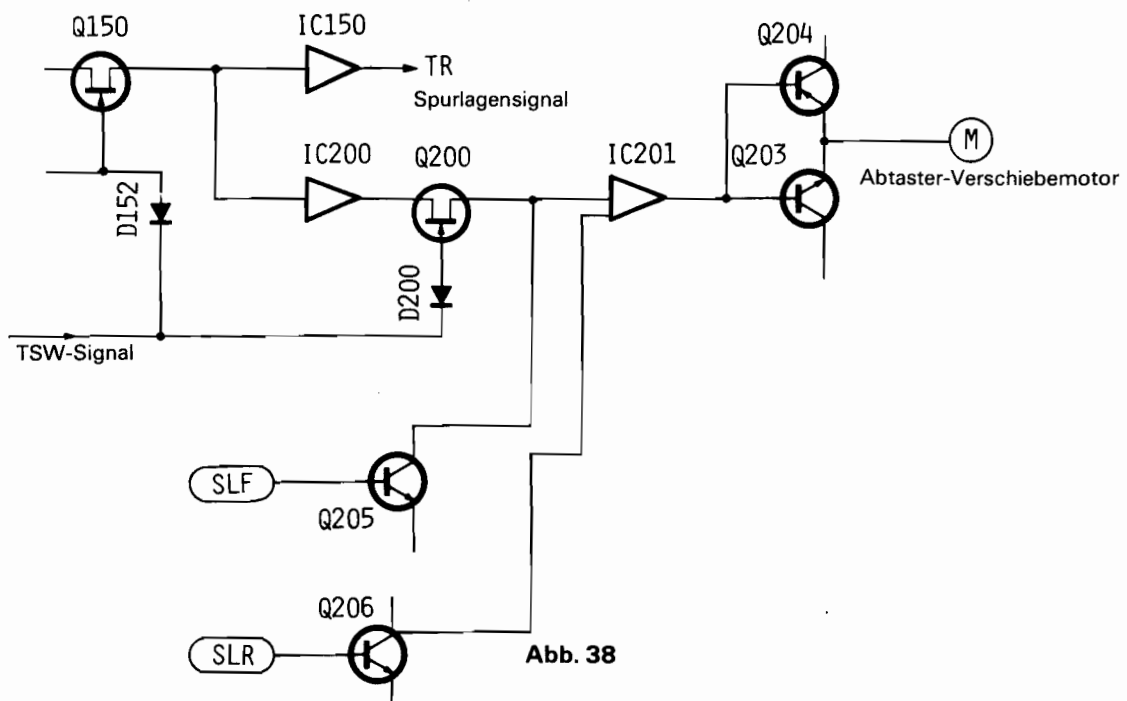 Q150
IC150
Q204
TR
Spurlagensignal
IC200
Q200
IC201
Q203
M
Abtaster-Verschiebemotor
D152
D200
TSW-Signal
SLF
Q205
Q206
SLR
Abb. 38